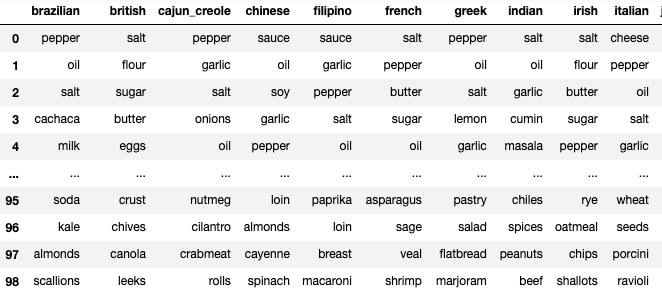 brazilian british cajun_creole chinese filipino french greek indian irish italian
0 pepper salt pepper sauce sauce salt pepper salt salt cheese
1 oil flour garlic oil garlic pepper oil oil flour pepper
2 salt sugar salt soy pepper butter salt garlic butter oil
3 cachaca butter onions garlic salt sugar lemon cumin sugar salt
4 milk eggs oil pepper oil oil garlic masala pepper garlic
... ... ... ... ... ... ... ... ... ... ...
95 soda crust nutmeg loin paprika asparagus pastry chiles rye wheat
96 kale chives cilantro almonds loin sage salad spices oatmeal seeds
97 almonds canola crabmeat cayenne breast veal flatbread peanuts chips porcini
98 scallions leeks rolls spinach macaroni shrimp marjoram beef shallots ravioli